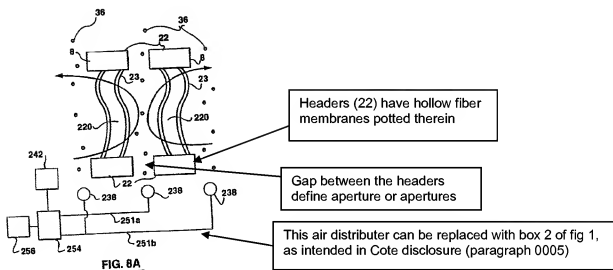 36 36
22
8 8
23 23
Headers (22) have hollow fiber
membranes potted therein
220 220
242
22
Gap between the headers
define aperture or apertures
238 238 238
251a
This air distributer can be replaced with box 2 of fig 1,
as intended in Cote disclosure (paragraph 0005)
256 254 251b
FIG. 8A